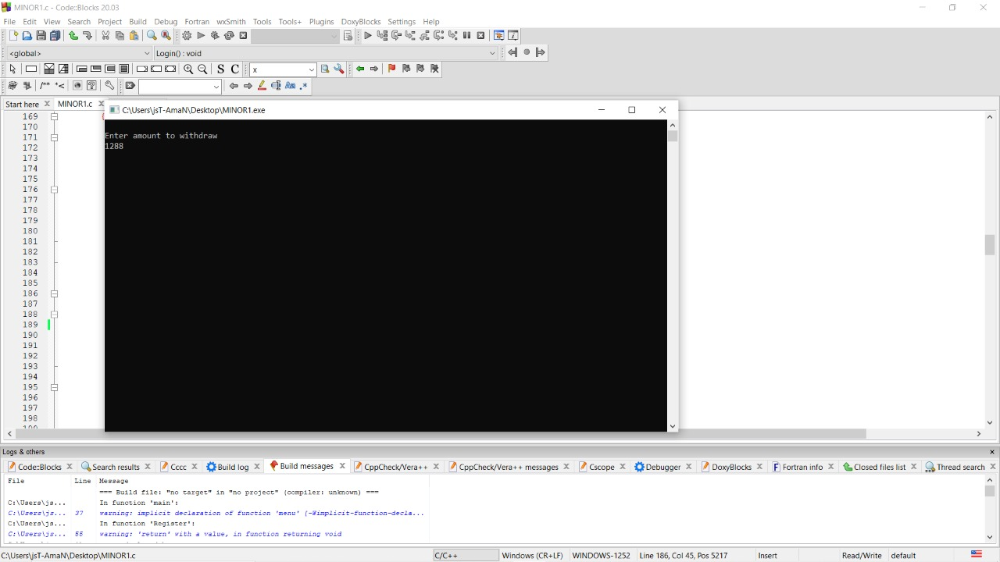 MINOR1.c - Code::Blocks 20.03
File Edit View Search Project Build Debug Fortran wxSmith Tools Tools+ Plugins DoxyBlocks Settings Help
<global> Login() : void
S C x
/** *< Aa .*
Start here MINOR1.c
C:\Users\jsT-AmaN\Desktop\MINOR1.exe
Enter amount to withdraw
1288
169
170
171
172
173
174
175
176
177
178
179
180
181
182
183
184
185
186
187
188
189
190
191
192
193
194
195
196
197
198
199
Logs & others
Code::Blocks Search results Cccc Build log Build messages CppCheck/Vera++ CppCheck/Vera++ messages Cscope Debugger DoxyBlocks Fortran info Closed files list Thread search
File Line Message
=== Build file: "no target" in "no project" (compiler: unknown) ===
C:\Users\js... In function 'main':
C:\Users\js... 37 warning: implicit declaration of function 'menu' [-Wimplicit-function-decla...
C:\Users\js... In function 'Register':
C:\Users\js... 55 warning: 'return' with a value, in function returning void
C:\Users\jsT-AmaN\Desktop\MINOR1.c C/C++ Windows (CR+LF) WINDOWS-1252 Line 186, Col 45, Pos 5217 Insert Read/Write default